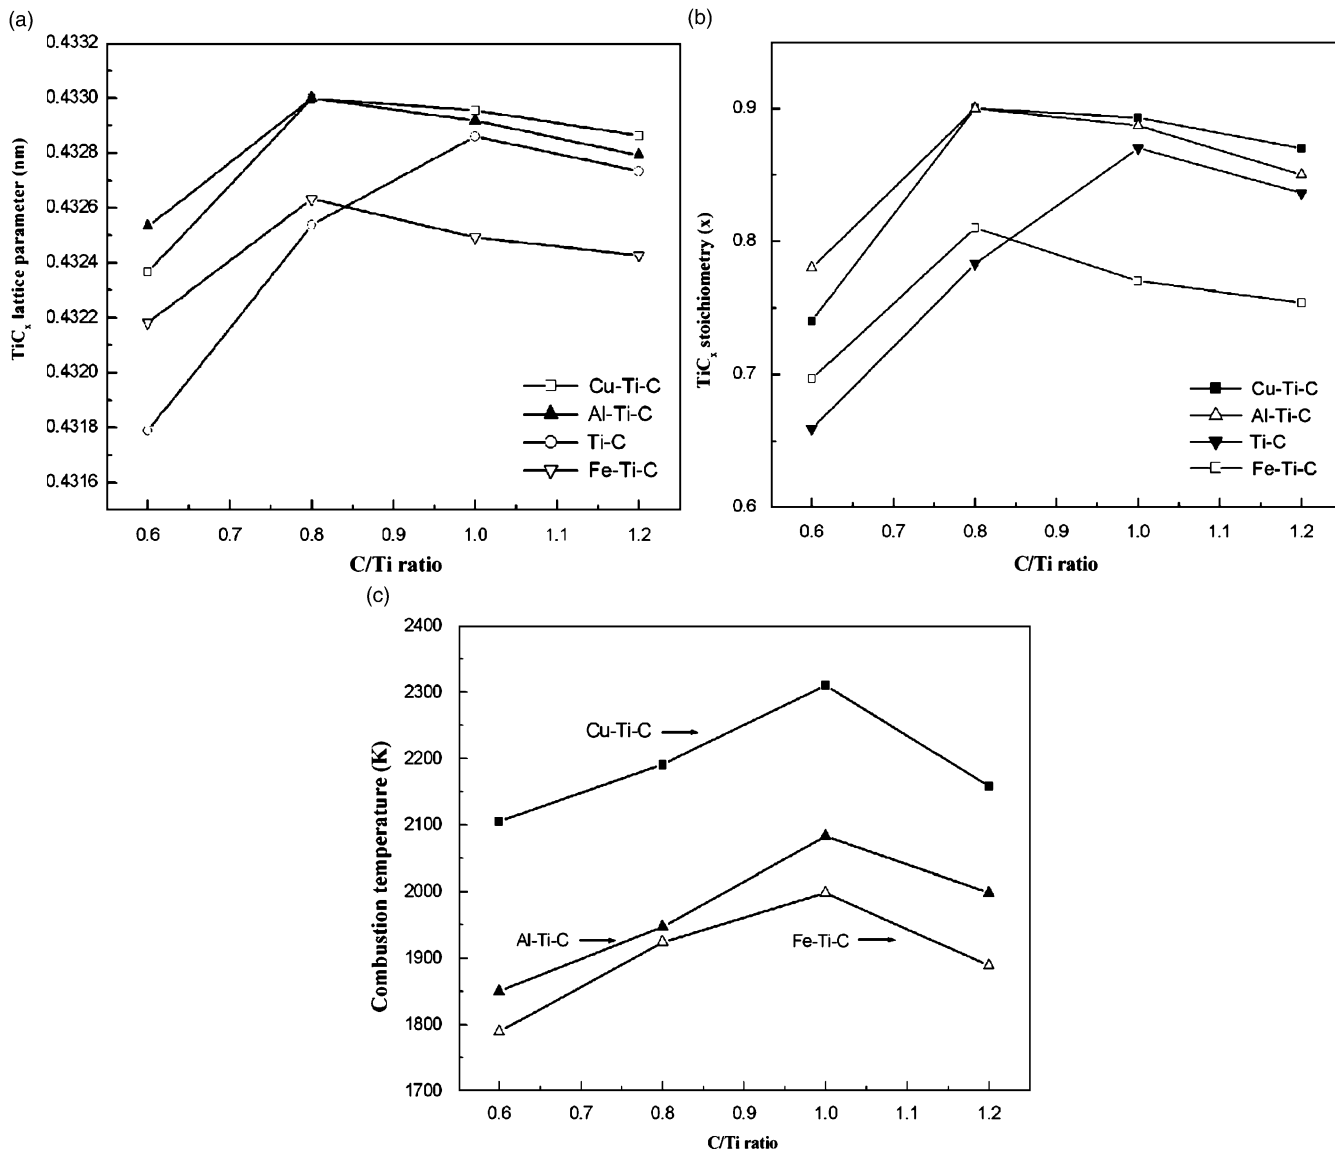 (a)
0.4332
0.4330
0.4328
0.4326
0.4324
0.4322
0.4320
0.4318
0.4316
TiCx lattice parameter (nm)
Cu-Ti-C
Al-Ti-C
Ti-C
Fe-Ti-C
0.6 0.7 0.8 0.9 1.0 1.1 1.2
C/Ti ratio
(b)
0.9
0.8
0.7
0.6
TiCx stoichiometry (x)
Cu-Ti-C
Al-Ti-C
Ti-C
Fe-Ti-C
0.6 0.7 0.8 0.9 1.0 1.1 1.2
C/Ti ratio
(c)
2400
2300
2200
2100
2000
1900
1800
1700
Combustion temperature (K)
Cu-Ti-C
Al-Ti-C
Fe-Ti-C
0.6 0.7 0.8 0.9 1.0 1.1 1.2
C/Ti ratio